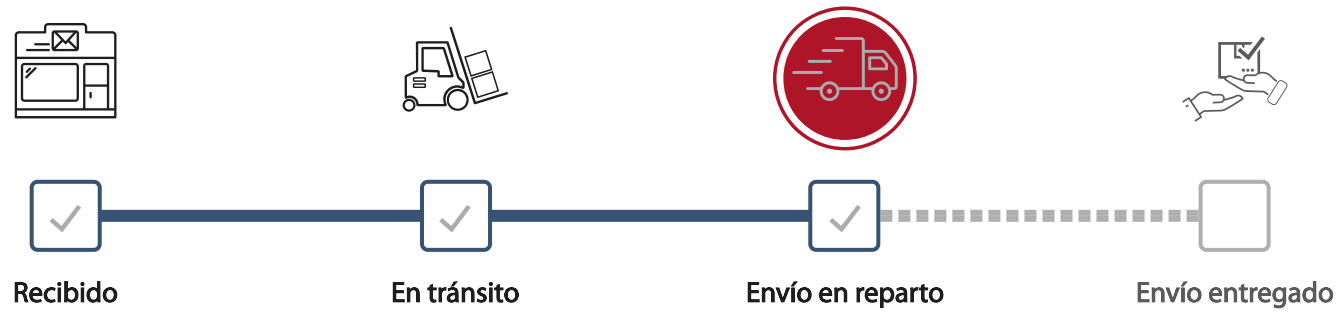 Recibido
En tránsito
Envío en reparto
Envío entregado